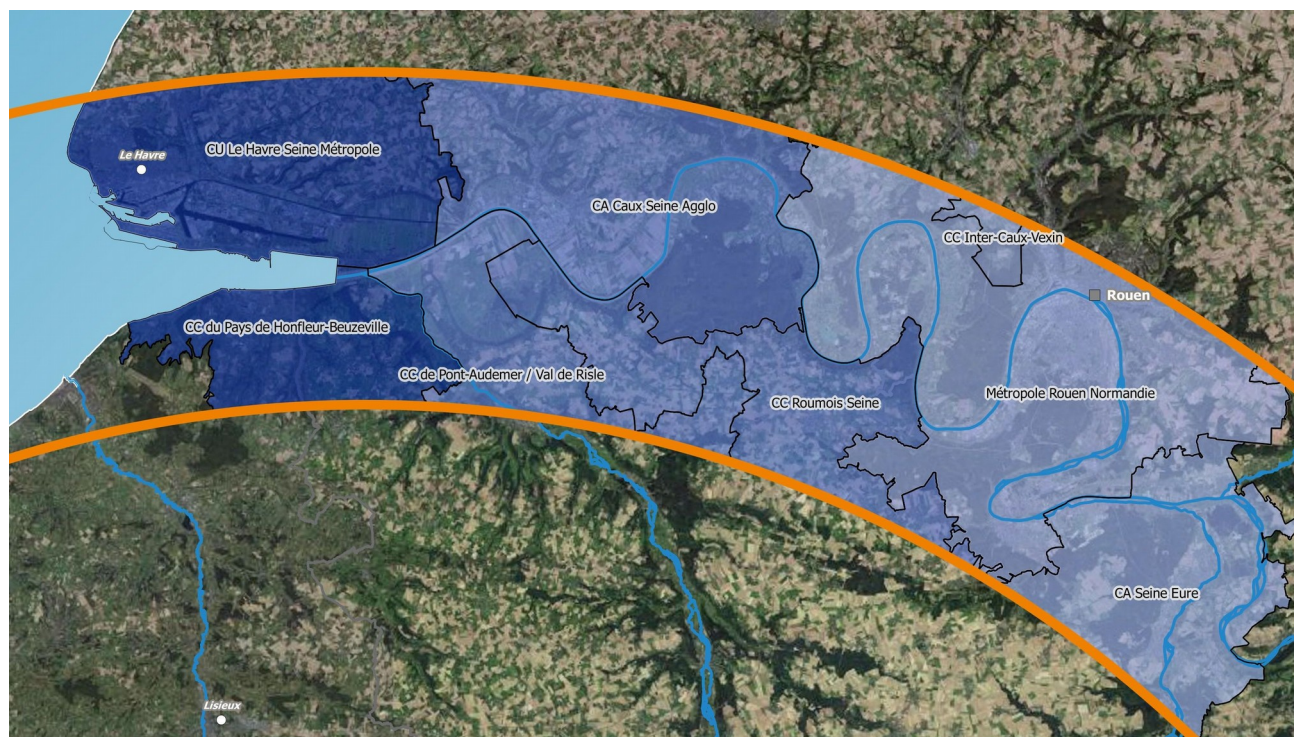 CU Le Havre Seine Métropole
Le Havre
CA Caux Seine Agglo
CC Inter-Caux-Vexin
Rouen
CC du Pays de Honfleur-Beuzeville
CC de Pont-Audemer / Val de Risle
Métropole Rouen Normandie
CC Roumois Seine
CA Seine Eure
Lisieux